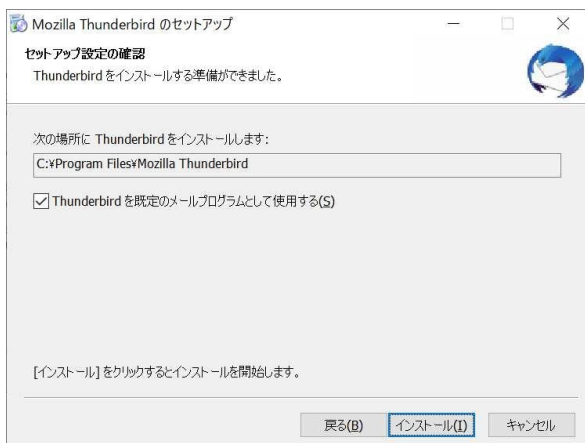 Mozilla Thunderbird のセットアップ
セットアップ設定の確認
Thunderbird をインストールする準備ができました。
次の場所に Thunderbird をインストールします:
C:¥Program Files¥Mozilla Thunderbird
Thunderbird を既定のメールプログラムとして使用する(S)
[インストール] をクリックするとインストールを開始します。
戻る(B) インストール(I) キャンセル